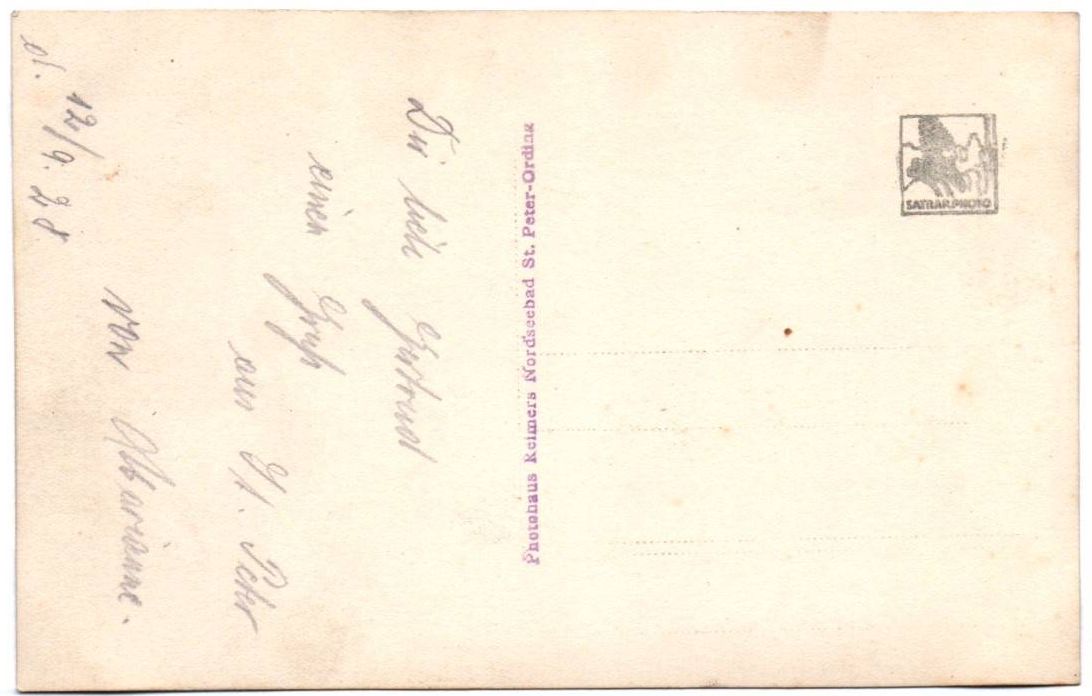 Dir liebe Gertrud
einen Gruß
aus St. Peter
von Marianne.
d. 12/9. 28
Photohaus Reimers Nordseebad St. Peter-Ording
SATRAP.PHOTO